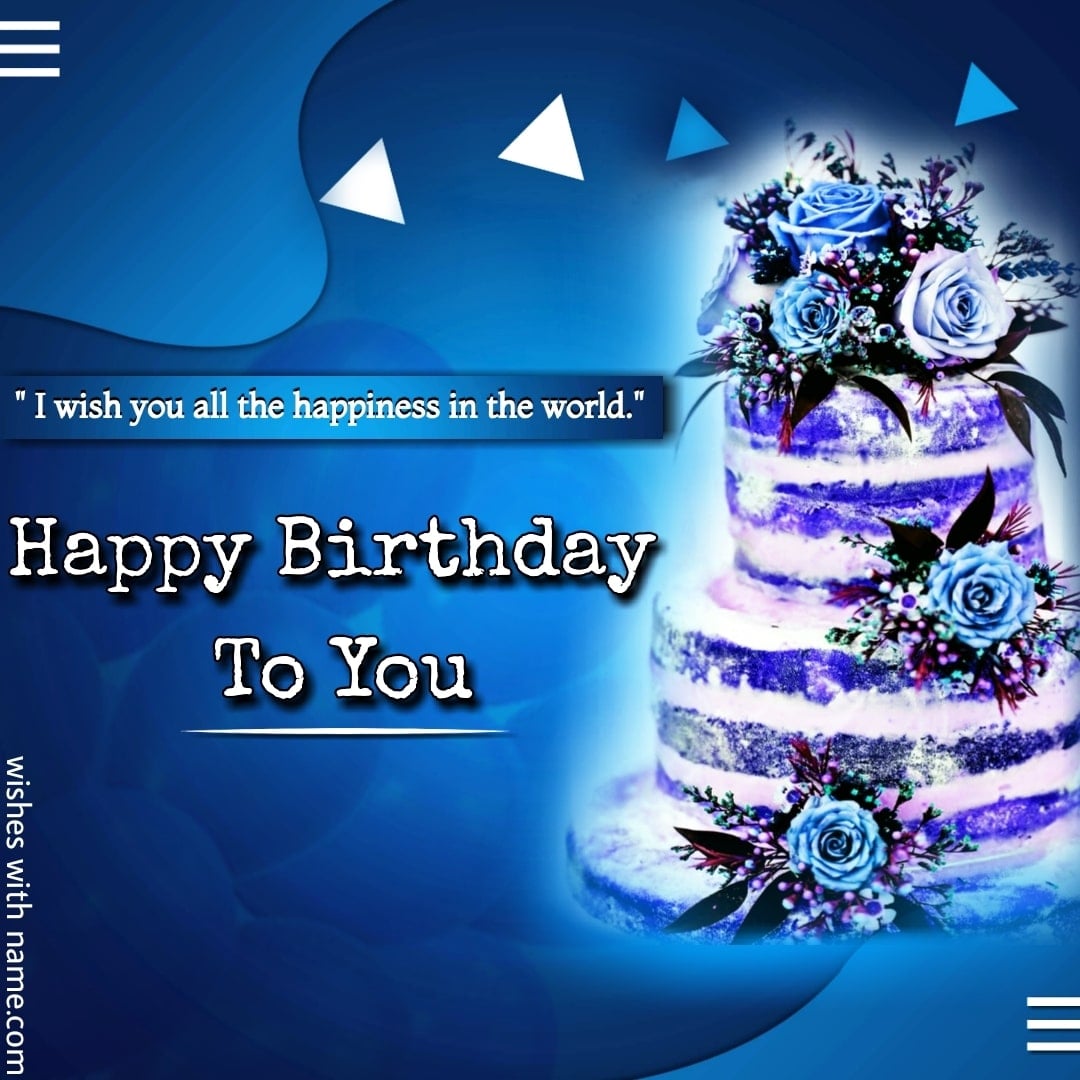 " I wish you all the happiness in the world."
Happy Birthday
To You
wishes with name.com